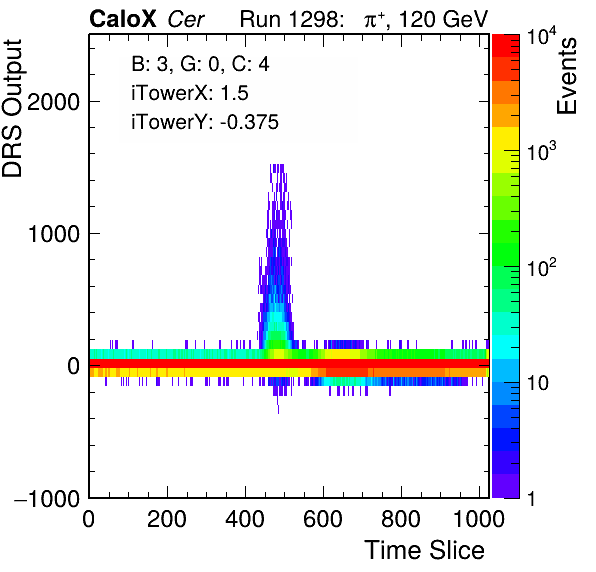 CaloX Cer Run 1298: π⁺, 120 GeV
B: 3, G: 0, C: 4
iTowerX: 1.5
iTowerY: -0.375
DRS Output
2000
1000
0
−1000
0 200 400 600 800 1000
Time Slice
Events
10⁴
10³
10²
10
1